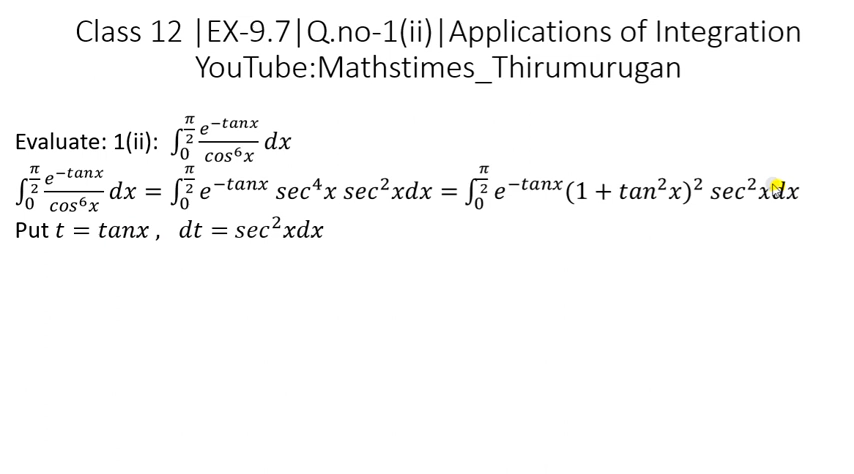 Class 12 |EX-9.7|Q.no-1(ii)|Applications of Integration
YouTube:Mathstimes_Thirumurugan
Evaluate: 1(ii): ∫₀^(π/2) e^(−tanx)/cos⁶x dx
∫₀^(π/2) e^(−tanx)/cos⁶x dx = ∫₀^(π/2) e^(−tanx) sec⁴x sec²xdx = ∫₀^(π/2) e^(−tanx)(1 + tan²x)² sec²xdx
Put t = tanx , dt = sec²xdx